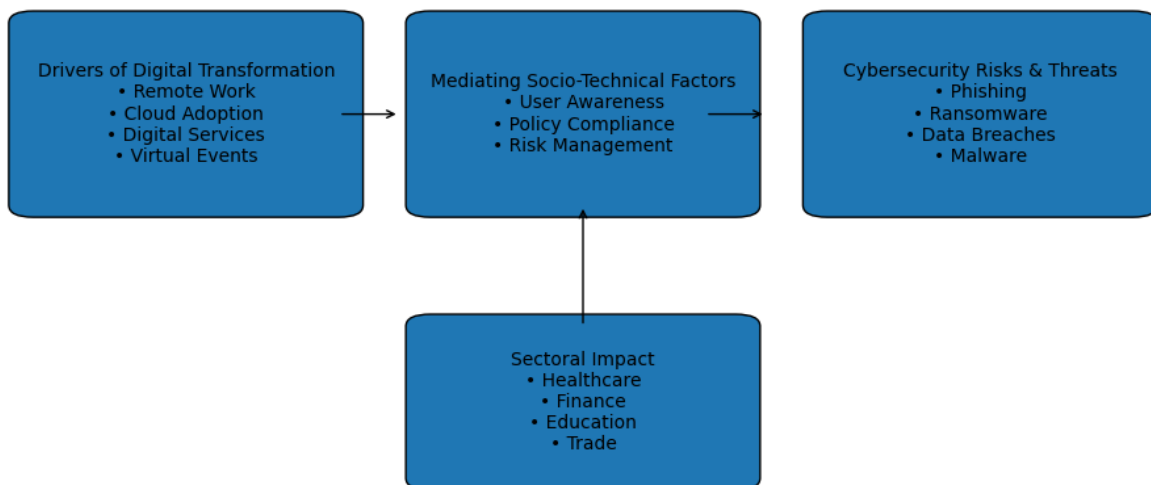 Drivers of Digital Transformation
• Remote Work
• Cloud Adoption
• Digital Services
• Virtual Events
Mediating Socio-Technical Factors
• User Awareness
• Policy Compliance
• Risk Management
Cybersecurity Risks & Threats
• Phishing
• Ransomware
• Data Breaches
• Malware
Sectoral Impact
• Healthcare
• Finance
• Education
• Trade